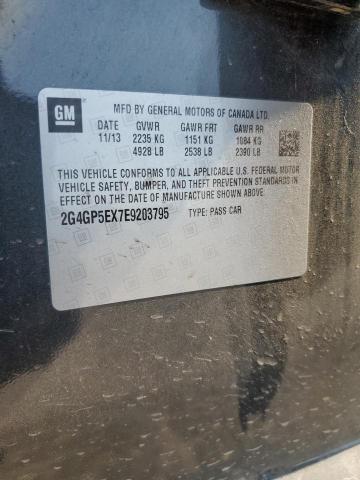 GM
MFD BY GENERAL MOTORS OF CANADA LTD.
DATE GVWR GAWR FRT GAWR RR
11/13 2235 KG 1151 KG 1084 KG
4928 LB 2538 LB 2390 LB
THIS VEHICLE CONFORMS TO ALL APPLICABLE U.S. FEDERAL MOTOR
VEHICLE SAFETY, BUMPER, AND THEFT PREVENTION STANDARDS IN
EFFECT ON THE DATE OF MANUFACTURE SHOWN ABOVE.
2G4GP5EX7E9203795 TYPE: PASS CAR